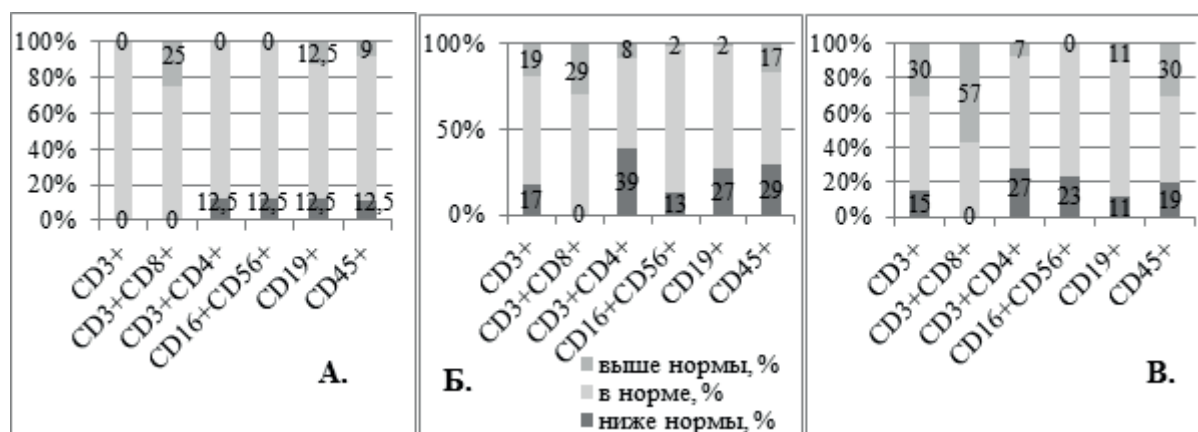 100%
80%
60%
40%
20%
0%
0
25
0
0
12,5
9
0
0
12,5
12,5
12,5
12,5
CD3+
CD3+CD8+
CD3+CD4+
CD16+CD56+
CD19+
CD45+
А.
100%
50%
0%
19
29
8
2
2
17
17
0
39
13
27
29
CD3+
CD3+CD8+
CD3+CD4+
CD16+CD56+
CD19+
CD45+
Б.
выше нормы, %
в норме, %
ниже нормы, %
100%
80%
60%
40%
20%
0%
30
57
7
0
11
30
15
0
27
23
11
19
CD3+
CD3+CD8+
CD3+CD4+
CD16+CD56+
CD19+
CD45+
В.